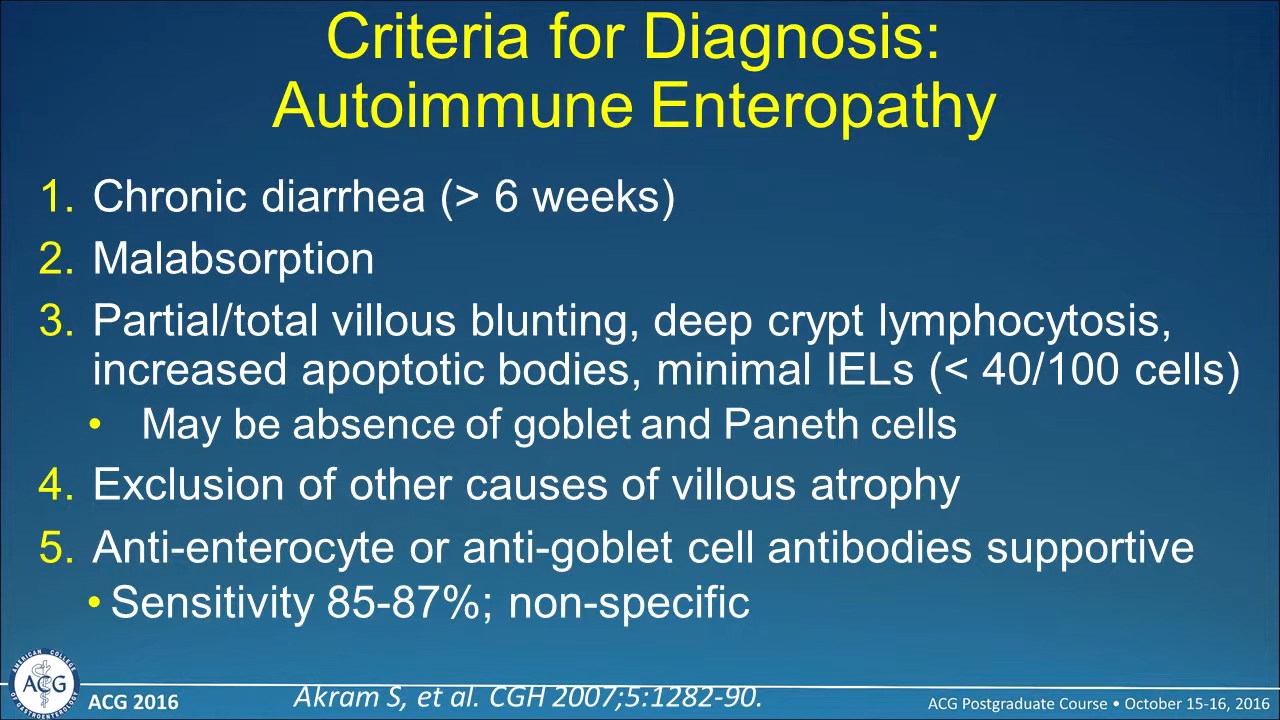 Criteria for Diagnosis:
Autoimmune Enteropathy
1. Chronic diarrhea (> 6 weeks)
2. Malabsorption
3. Partial/total villous blunting, deep crypt lymphocytosis,
increased apoptotic bodies, minimal IELs (< 40/100 cells)
• May be absence of goblet and Paneth cells
4. Exclusion of other causes of villous atrophy
5. Anti-enterocyte or anti-goblet cell antibodies supportive
• Sensitivity 85-87%; non-specific
AMERICAN COLLEGE
ACG
OF GASTROENTEROLOGY
ACG 2016
Akram S, et al. CGH 2007;5:1282-90.
ACG Postgraduate Course • October 15-16, 2016